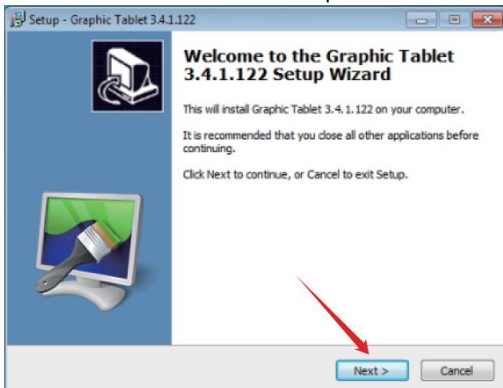 Setup - Graphic Tablet 3.4.1.122
Welcome to the Graphic Tablet
3.4.1.122 Setup Wizard
This will install Graphic Tablet 3.4.1.122 on your computer.
It is recommended that you close all other applications before
continuing.
Click Next to continue, or Cancel to exit Setup.
Next >
Cancel